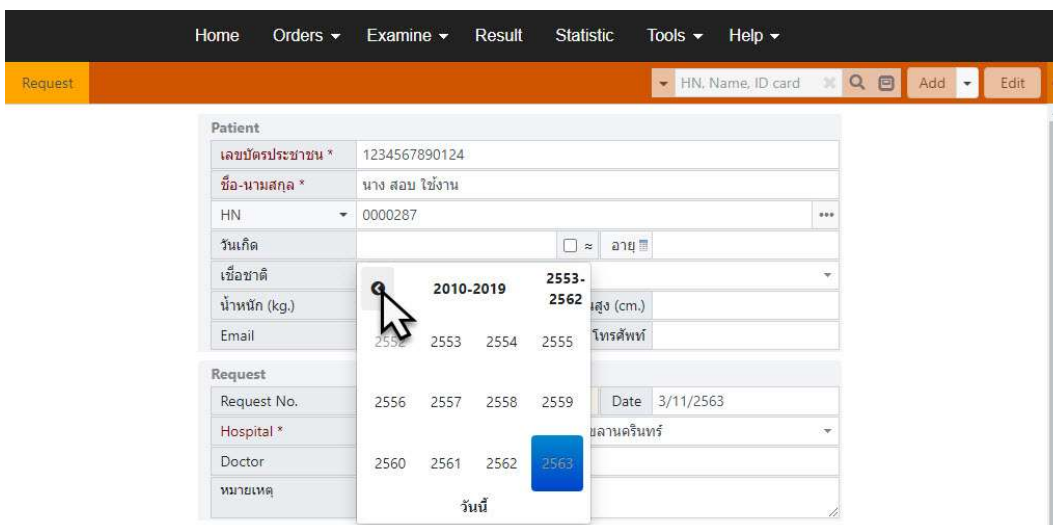 Home Orders Examine Result Statistic Tools Help
Request HN, Name, ID card Add Edit
Patient
เลขบัตรประชาชน * 1234567890124
ชื่อ-นามสกุล * นาง สอบ ใช้งาน
HN 0000287 •••
วันเกิด ≈ อายุ
เชื้อชาติ
2010-2019 2553-2562
น้ำหนัก (kg.) นสูง (cm.)
Email โทรศัพท์
2552 2553 2554 2555
Request
Request No. Date 3/11/2563
2556 2557 2558 2559
Hospital * ขลานครินทร์
Doctor
2560 2561 2562 2563
หมายเหตุ
วันนี้